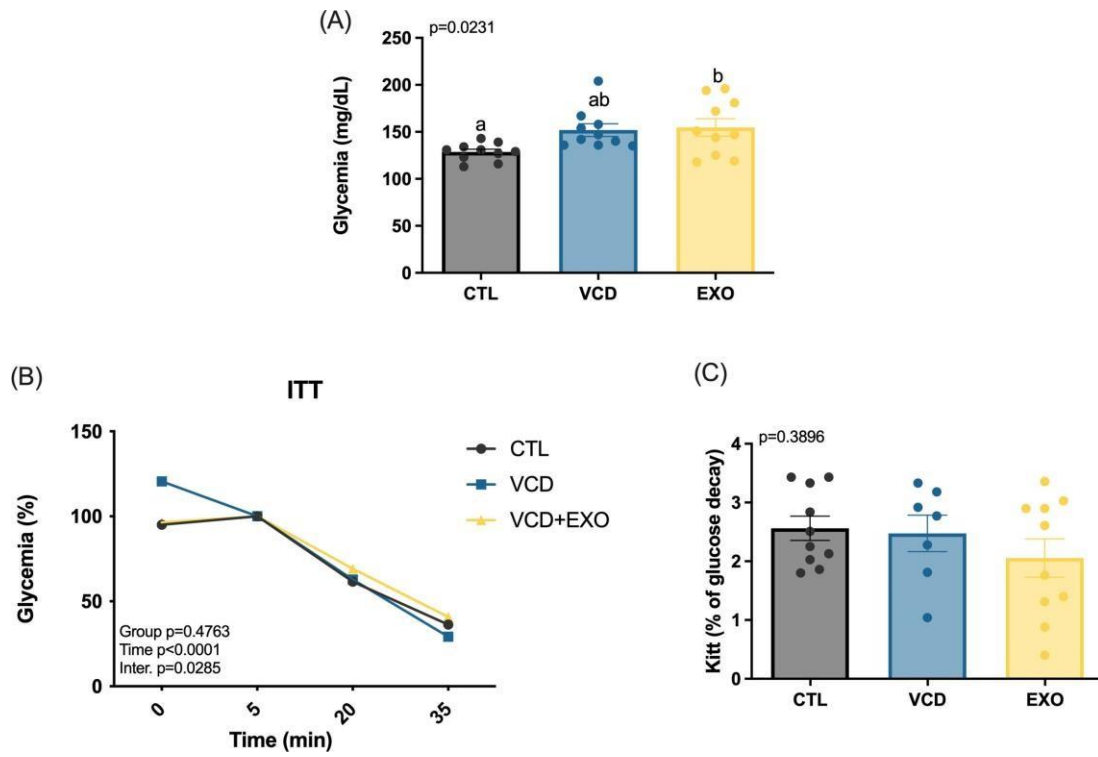 (A)
p=0.0231
Glycemia (mg/dL)
250
200
150
100
50
0
a
ab
b
CTL
VCD
EXO
(B)
ITT
Glycemia (%)
150
100
50
0
CTL
VCD
VCD+EXO
Group p=0.4763
Time p<0.0001
Inter. p=0.0285
0
5
20
35
Time (min)
(C)
p=0.3896
Kitt (% of glucose decay)
4
3
2
1
0
CTL
VCD
EXO